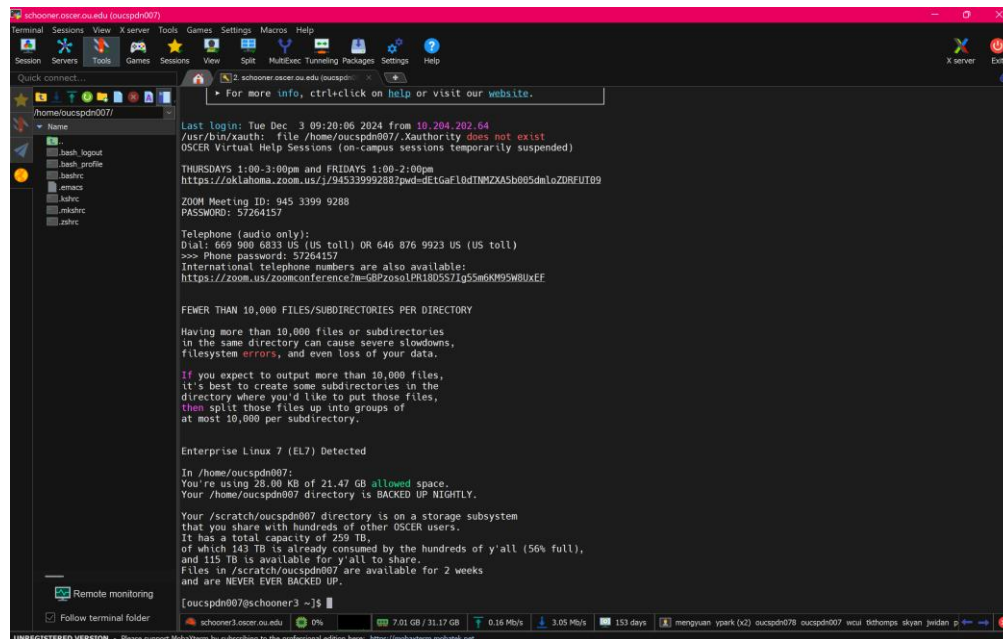 schooner.oscer.ou.edu (oucspdn007)
Terminal Sessions View X server Tools Games Settings Macros Help
Session Servers Tools Games Sessions View Split MultiExec Tunneling Packages Settings Help X server Exit
Quick connect...
2. schooner.oscer.ou.edu (oucspdn
/home/oucspdn007/
Name
..
.bash_logout
.bash_profile
.bashrc
.emacs
.kshrc
.mkshrc
.zshrc
Remote monitoring
Follow terminal folder
► For more info, ctrl+click on help or visit our website.
Last login: Tue Dec  3 09:20:06 2024 from 10.204.202.64
/usr/bin/xauth:  file /home/oucspdn007/.Xauthority does not exist
OSCER Virtual Help Sessions (on-campus sessions temporarily suspended)
THURSDAYS 1:00-3:00pm and FRIDAYS 1:00-2:00pm
https://oklahoma.zoom.us/j/94533999288?pwd=dEtGaFl0dTNMZXA5b005dmloZDRFUT09
ZOOM Meeting ID: 945 3399 9288
PASSWORD: 57264157
Telephone (audio only):
Dial: 669 900 6833 US (US toll) OR 646 876 9923 US (US toll)
>>> Phone password: 57264157
International telephone numbers are also available:
https://zoom.us/zoomconference?m=GBPzosolPR18D5S7Ig55m6KM95W8UxEF
FEWER THAN 10,000 FILES/SUBDIRECTORIES PER DIRECTORY
Having more than 10,000 files or subdirectories
in the same directory can cause severe slowdowns,
filesystem errors, and even loss of your data.
If you expect to output more than 10,000 files,
it's best to create some subdirectories in the
directory where you'd like to put those files,
then split those files up into groups of
at most 10,000 per subdirectory.
Enterprise Linux 7 (EL7) Detected
In /home/oucspdn007:
You're using 28.00 KB of 21.47 GB allowed space.
Your /home/oucspdn007 directory is BACKED UP NIGHTLY.
Your /scratch/oucspdn007 directory is on a storage subsystem
that you share with hundreds of other OSCER users.
It has a total capacity of 259 TB,
of which 143 TB is already consumed by the hundreds of y'all (56% full),
and 115 TB is available for y'all to share.
Files in /scratch/oucspdn007 are available for 2 weeks
and are NEVER EVER BACKED UP.
[oucspdn007@schooner3 ~]$
schooner3.oscer.ou.edu 0% 7.01 GB / 31.17 GB 0.16 Mb/s 3.05 Mb/s 153 days mengyuan ypark (x2) oucspdn078 oucspdn007 wcui tkthomps skyan jwidan p
UNREGISTERED VERSION - Please support MobaXterm by subscribing to the professional edition here: https://mobaxterm.mobatek.net